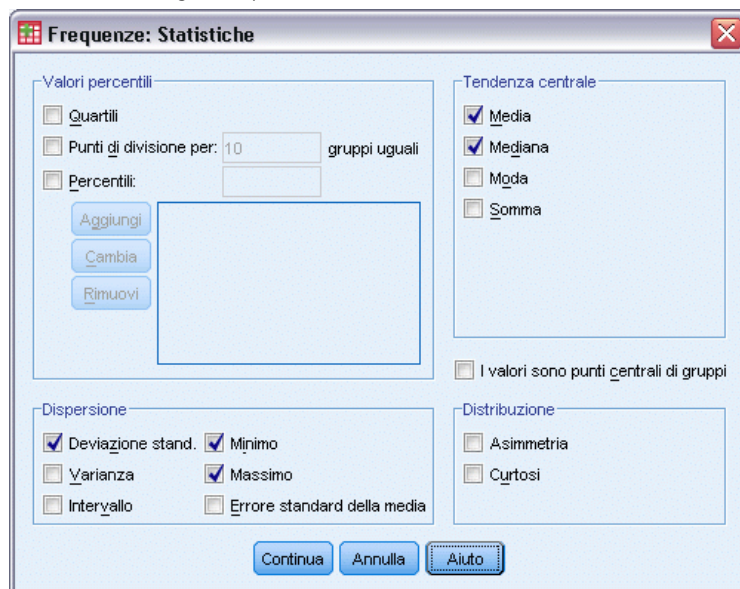 Frequenze: Statistiche
Valori percentili
Quartili
Punti di divisione per: 10 gruppi uguali
Percentili:
Aggiungi
Cambia
Rimuovi
Tendenza centrale
Media
Mediana
Moda
Somma
I valori sono punti centrali di gruppi
Dispersione
Deviazione stand. Minimo
Varianza Massimo
Intervallo Errore standard della media
Distribuzione
Asimmetria
Curtosi
Continua Annulla Aiuto